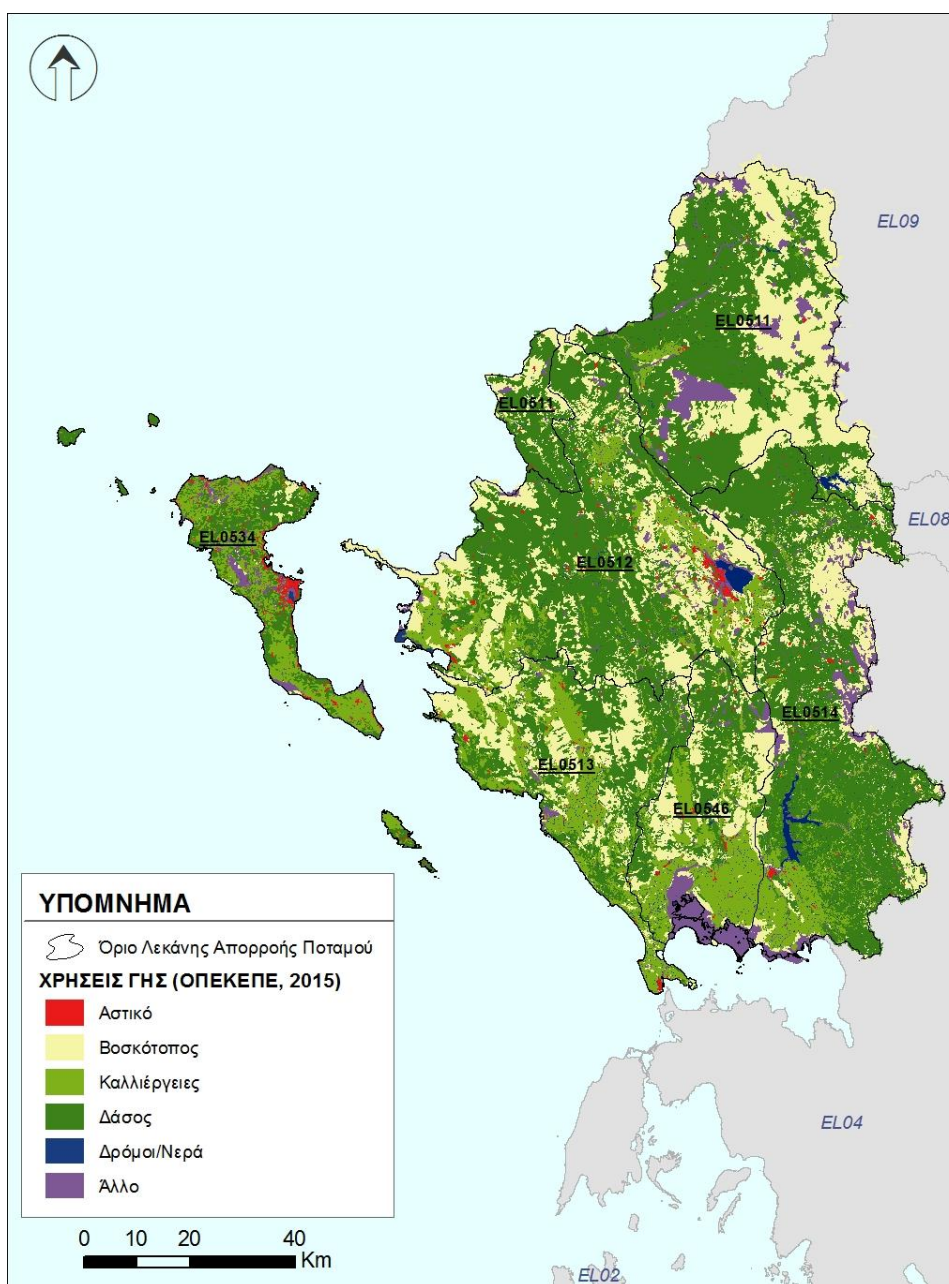 EL09
EL0511
EL0511
EL08
EL0534
EL0512
EL0514
EL0513
EL0546
ΥΠΟΜΝΗΜΑ
Όριο Λεκάνης Απορροής Ποταμού
ΧΡΗΣΕΙΣ ΓΗΣ (ΟΠΕΚΕΠΕ, 2015)
Αστικό
Βοσκότοπος
Καλλιέργειες
Δάσος
Δρόμοι/Νερά
Άλλο
EL04
0 10 20 40
Km
EL02